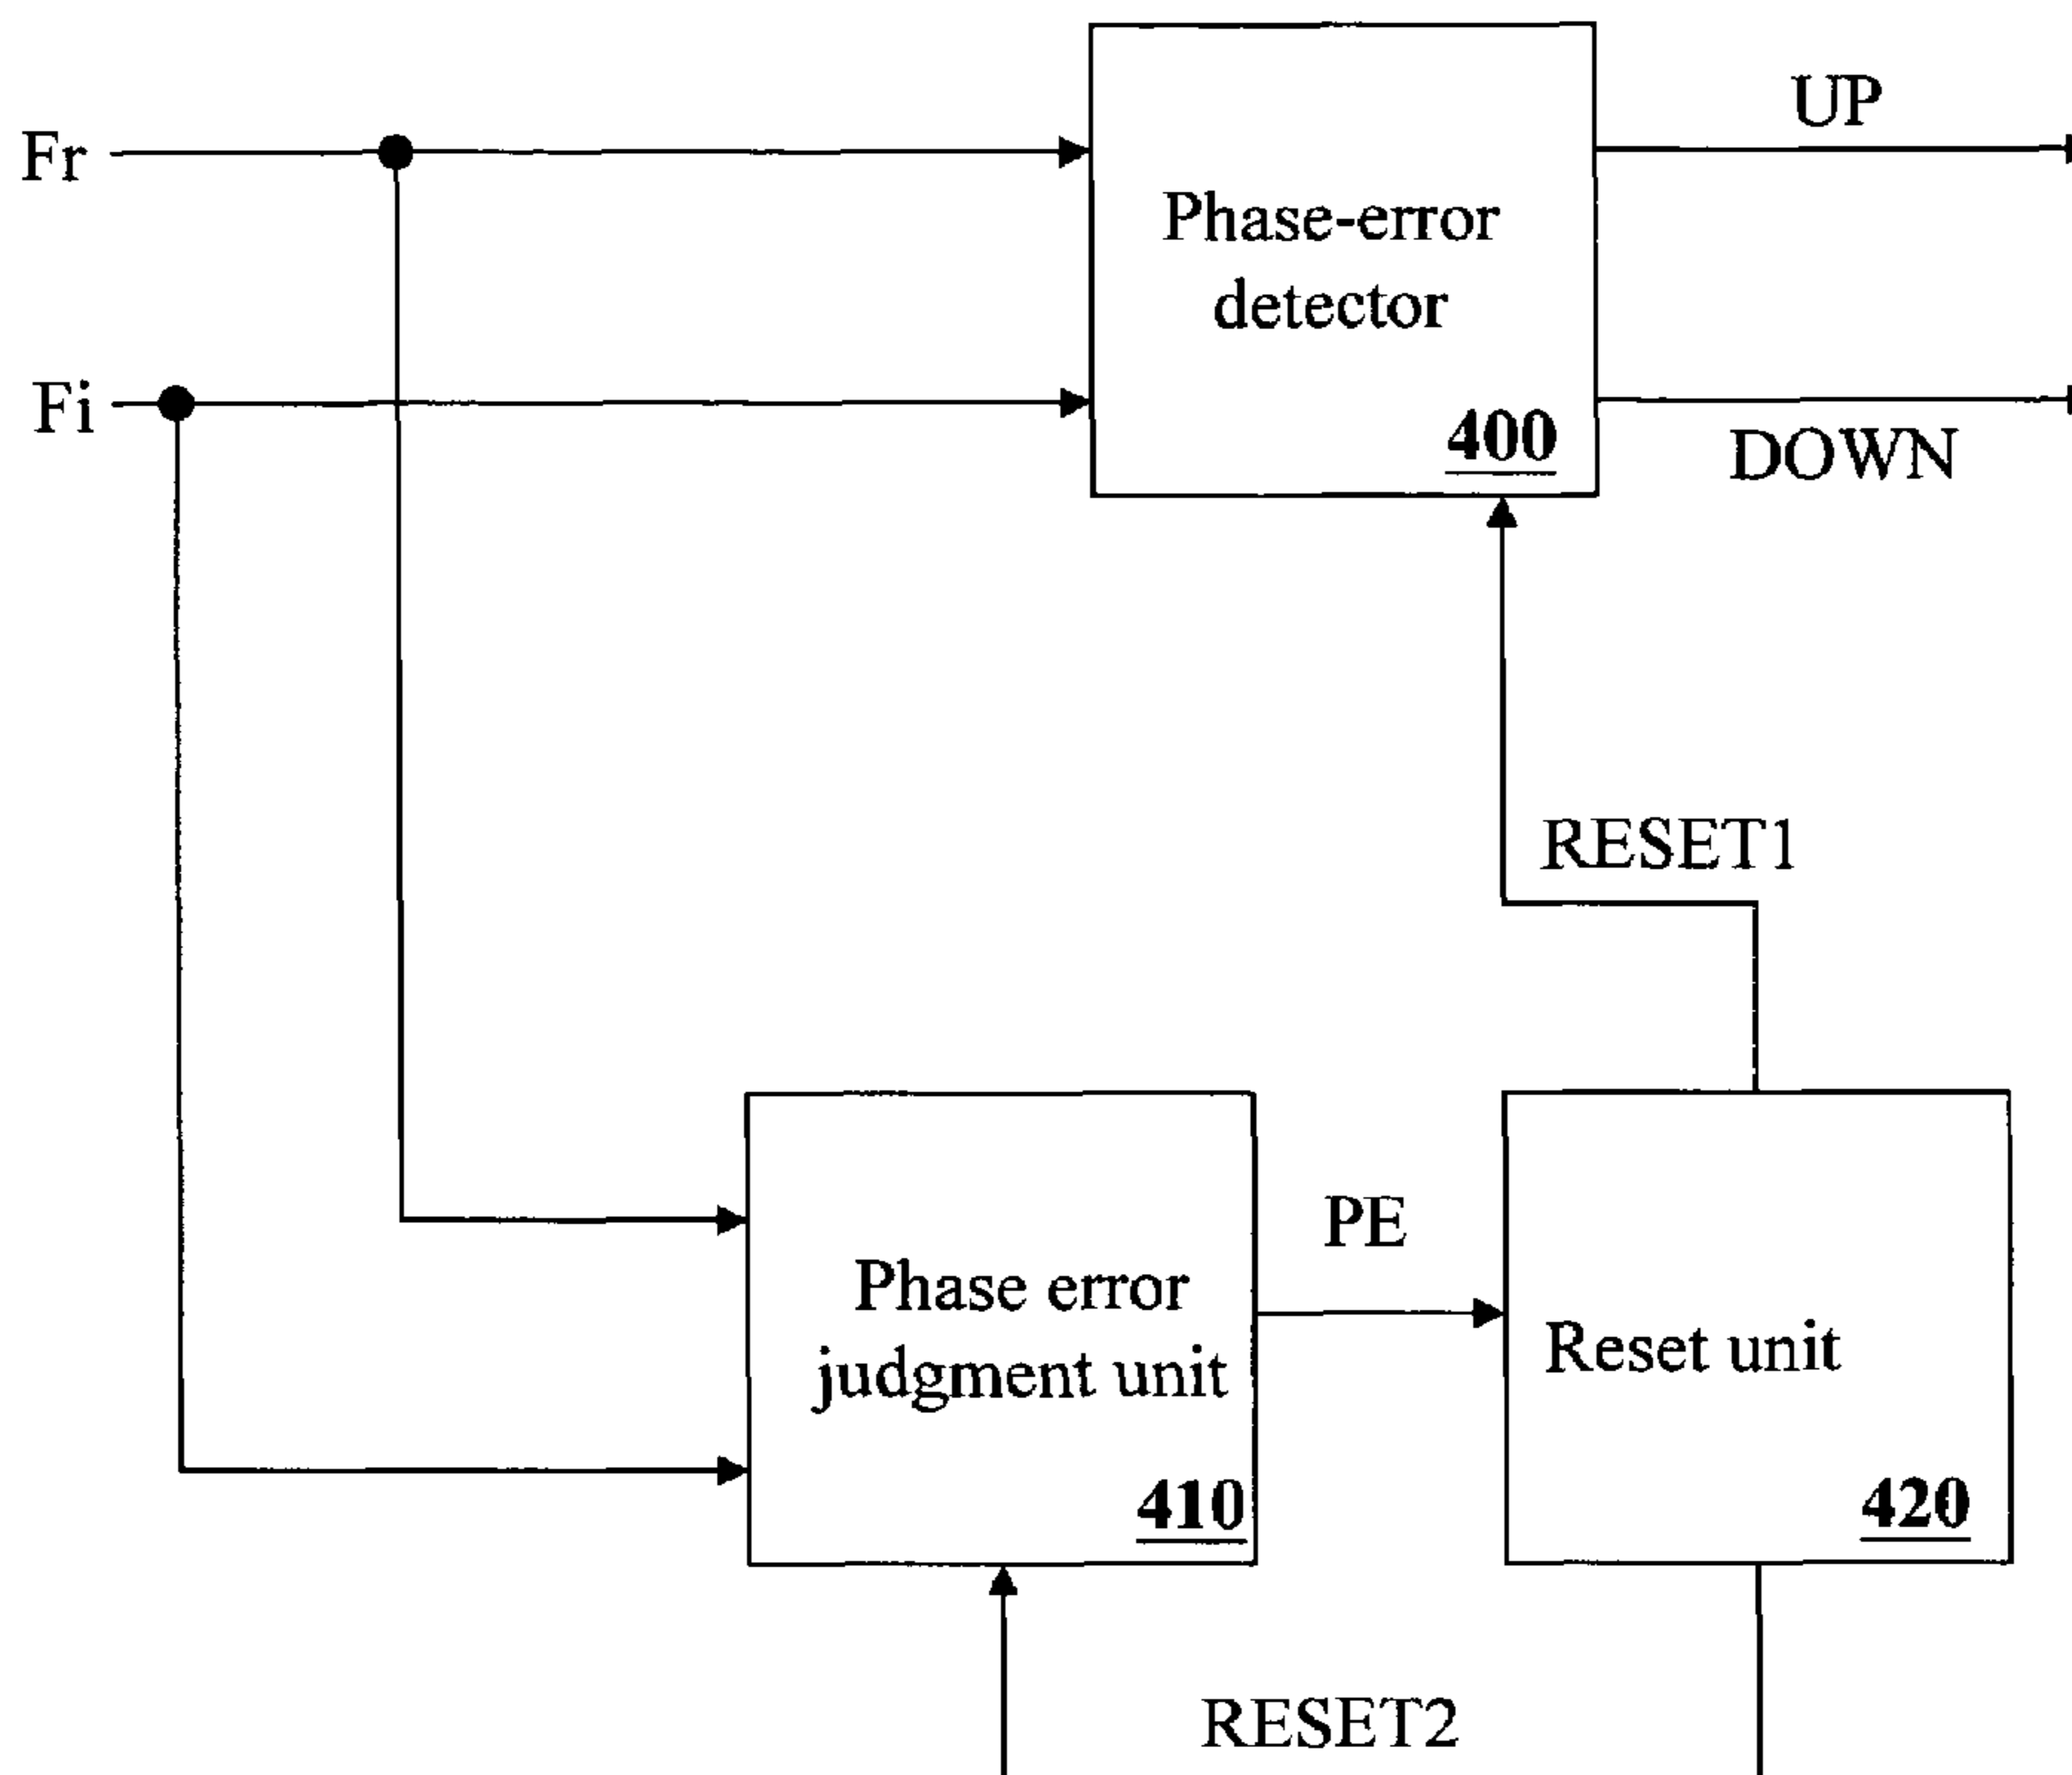 Fr
UP
Phase-error
detector
Fi
400
DOWN
RESET1
PE
Phase error
judgment unit
Reset unit
410
420
RESET2